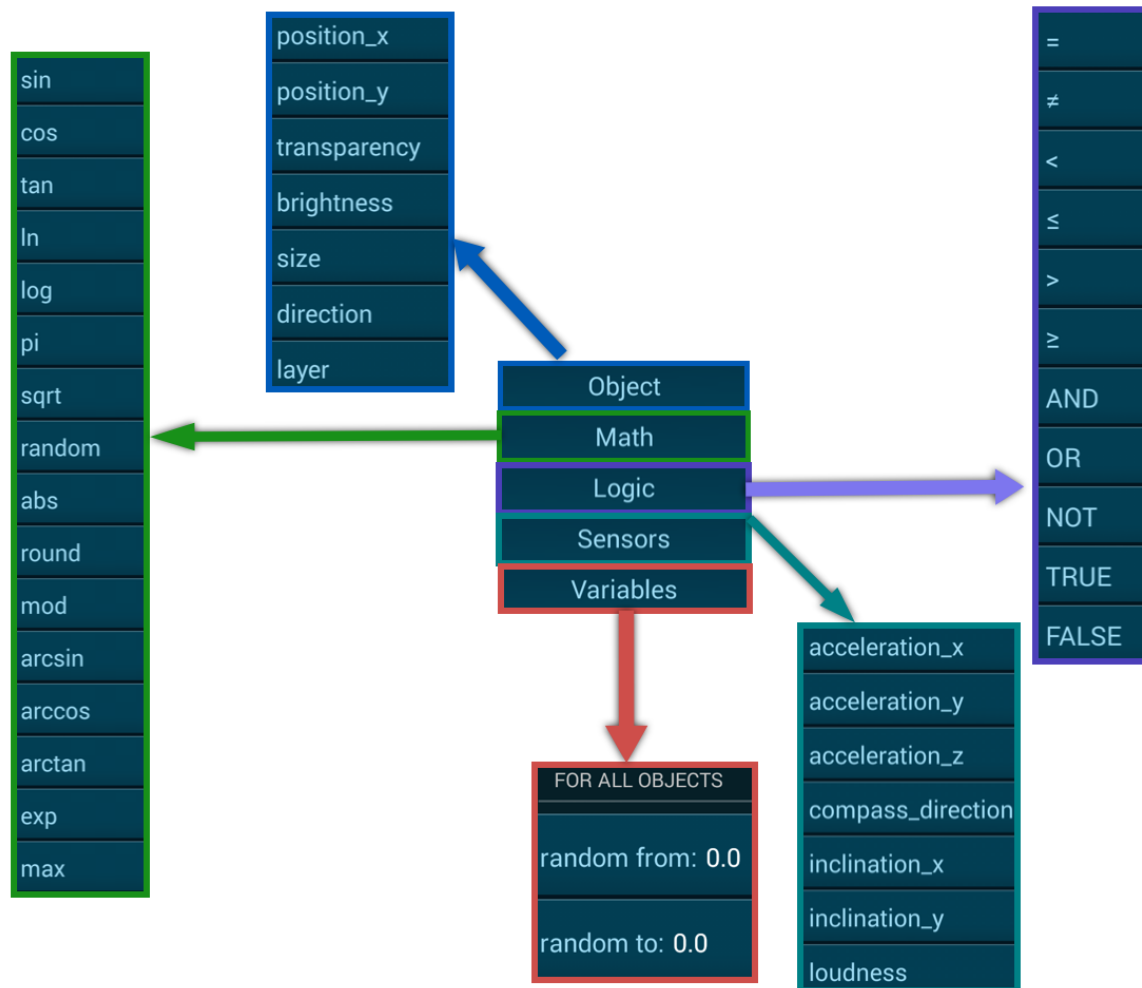 sin
cos
tan
ln
log
pi
sqrt
random
abs
round
mod
arcsin
arccos
arctan
exp
max
position_x
position_y
transparency
brightness
size
direction
layer
Object
Math
Logic
Sensors
Variables
FOR ALL OBJECTS
random from: 0.0
random to: 0.0
acceleration_x
acceleration_y
acceleration_z
compass_direction
inclination_x
inclination_y
loudness
=
≠
<
≤
>
≥
AND
OR
NOT
TRUE
FALSE